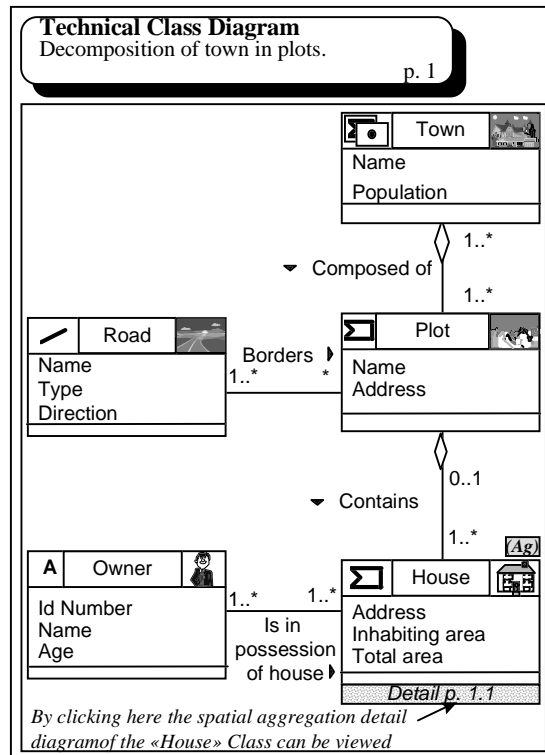 Technical Class Diagram
Decomposition of town in plots.
p. 1
Town
Name
Population
1..*
Composed of
1..*
Road
Name
Type
Direction
Borders
1..*
*
Plot
Name
Address
0..1
Contains
1..*
(Ag)
A
Owner
Id Number
Name
Age
1..*
1..*
Is in
possession
of house
House
Address
Inhabiting area
Total area
Detail p. 1.1
By clicking here the spatial aggregation detail
diagramof the «House» Class can be viewed